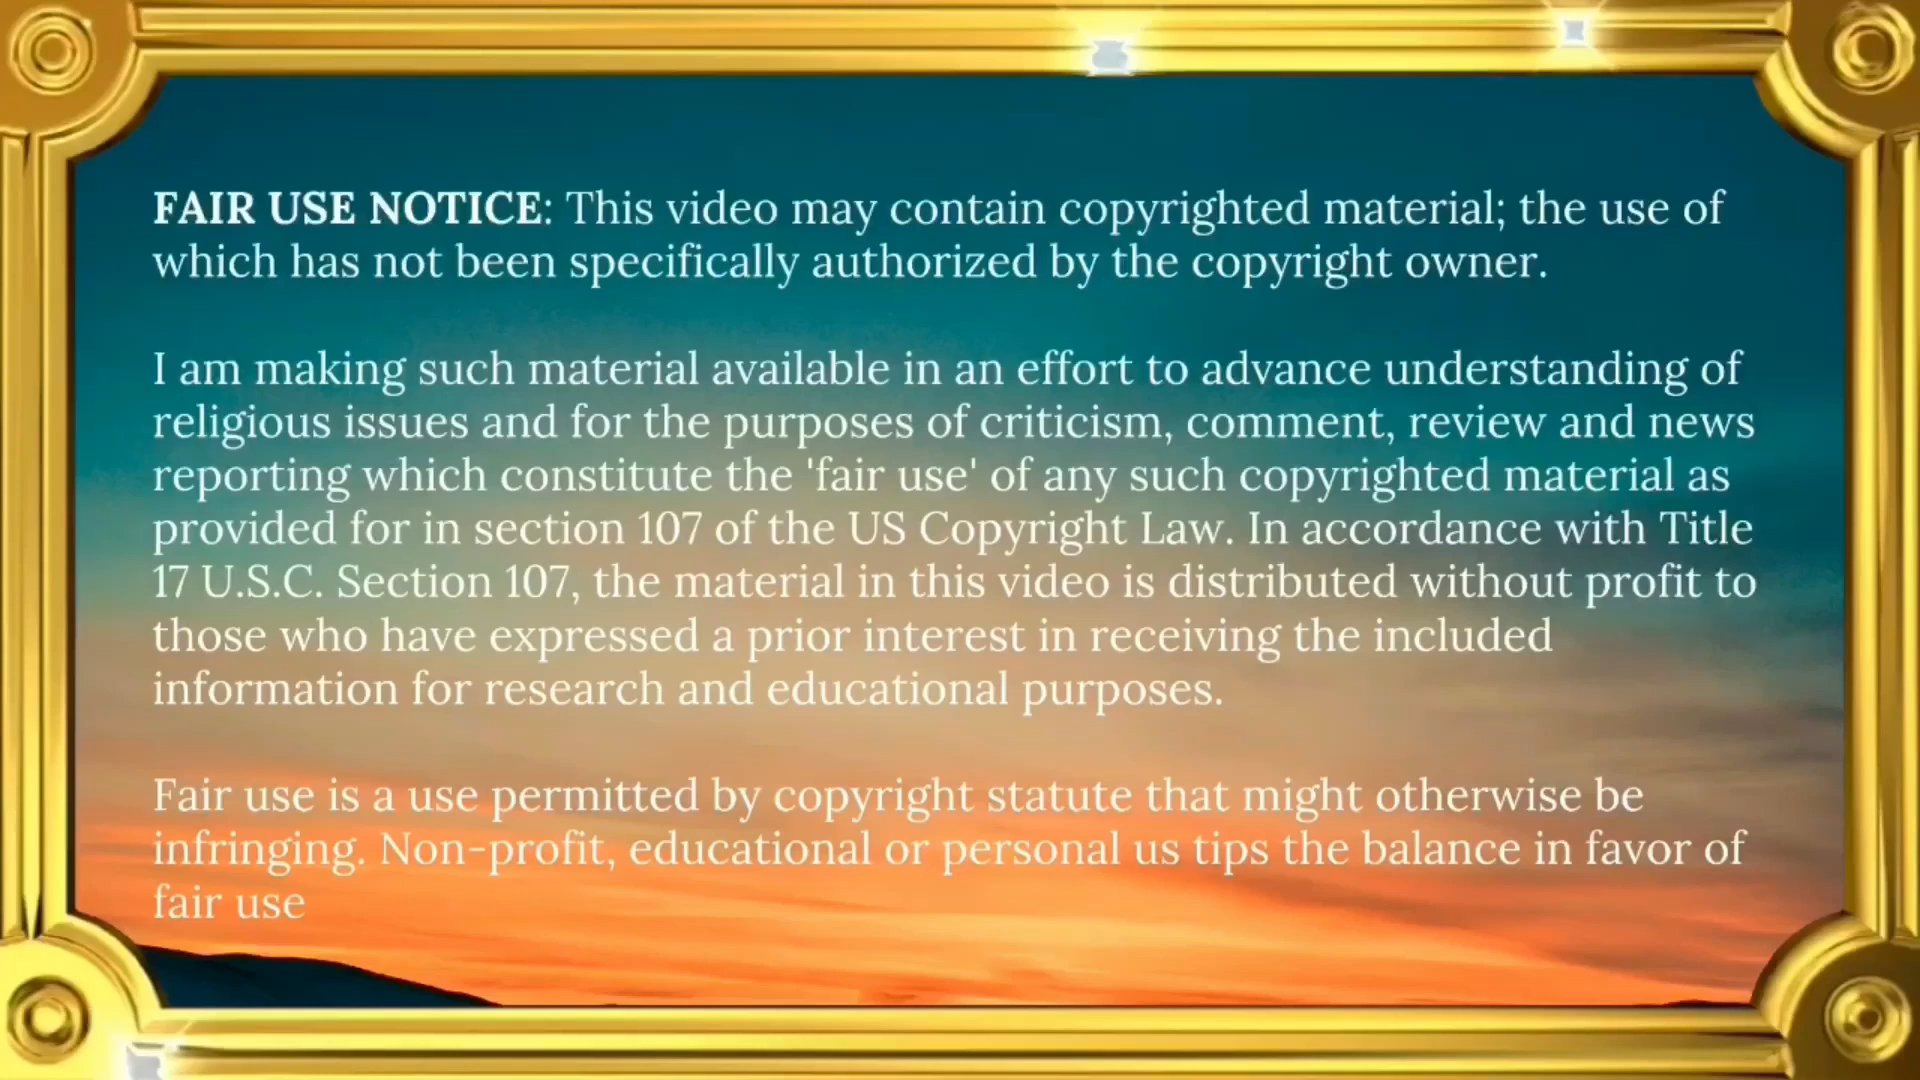 FAIR USE NOTICE: This video may contain copyrighted material; the use of
which has not been specifically authorized by the copyright owner.
I am making such material available in an effort to advance understanding of
religious issues and for the purposes of criticism, comment, review and news
reporting which constitute the 'fair use' of any such copyrighted material as
provided for in section 107 of the US Copyright Law. In accordance with Title
17 U.S.C. Section 107, the material in this video is distributed without profit to
those who have expressed a prior interest in receiving the included
information for research and educational purposes.
Fair use is a use permitted by copyright statute that might otherwise be
infringing. Non-profit, educational or personal us tips the balance in favor of
fair use